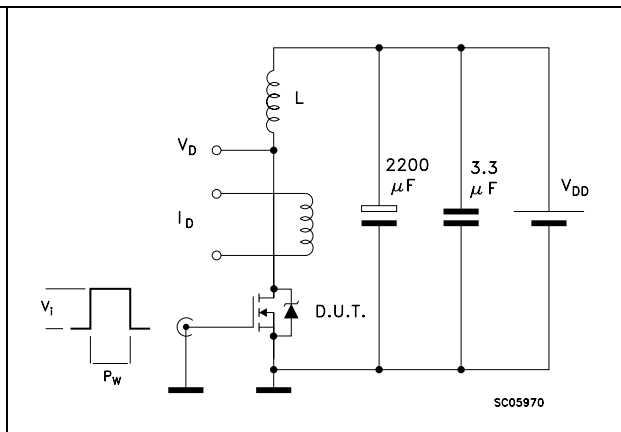 L
V_D
2200
μF
3.3
μF
V_DD
I_D
V_i
D.U.T.
P_W
SC05970